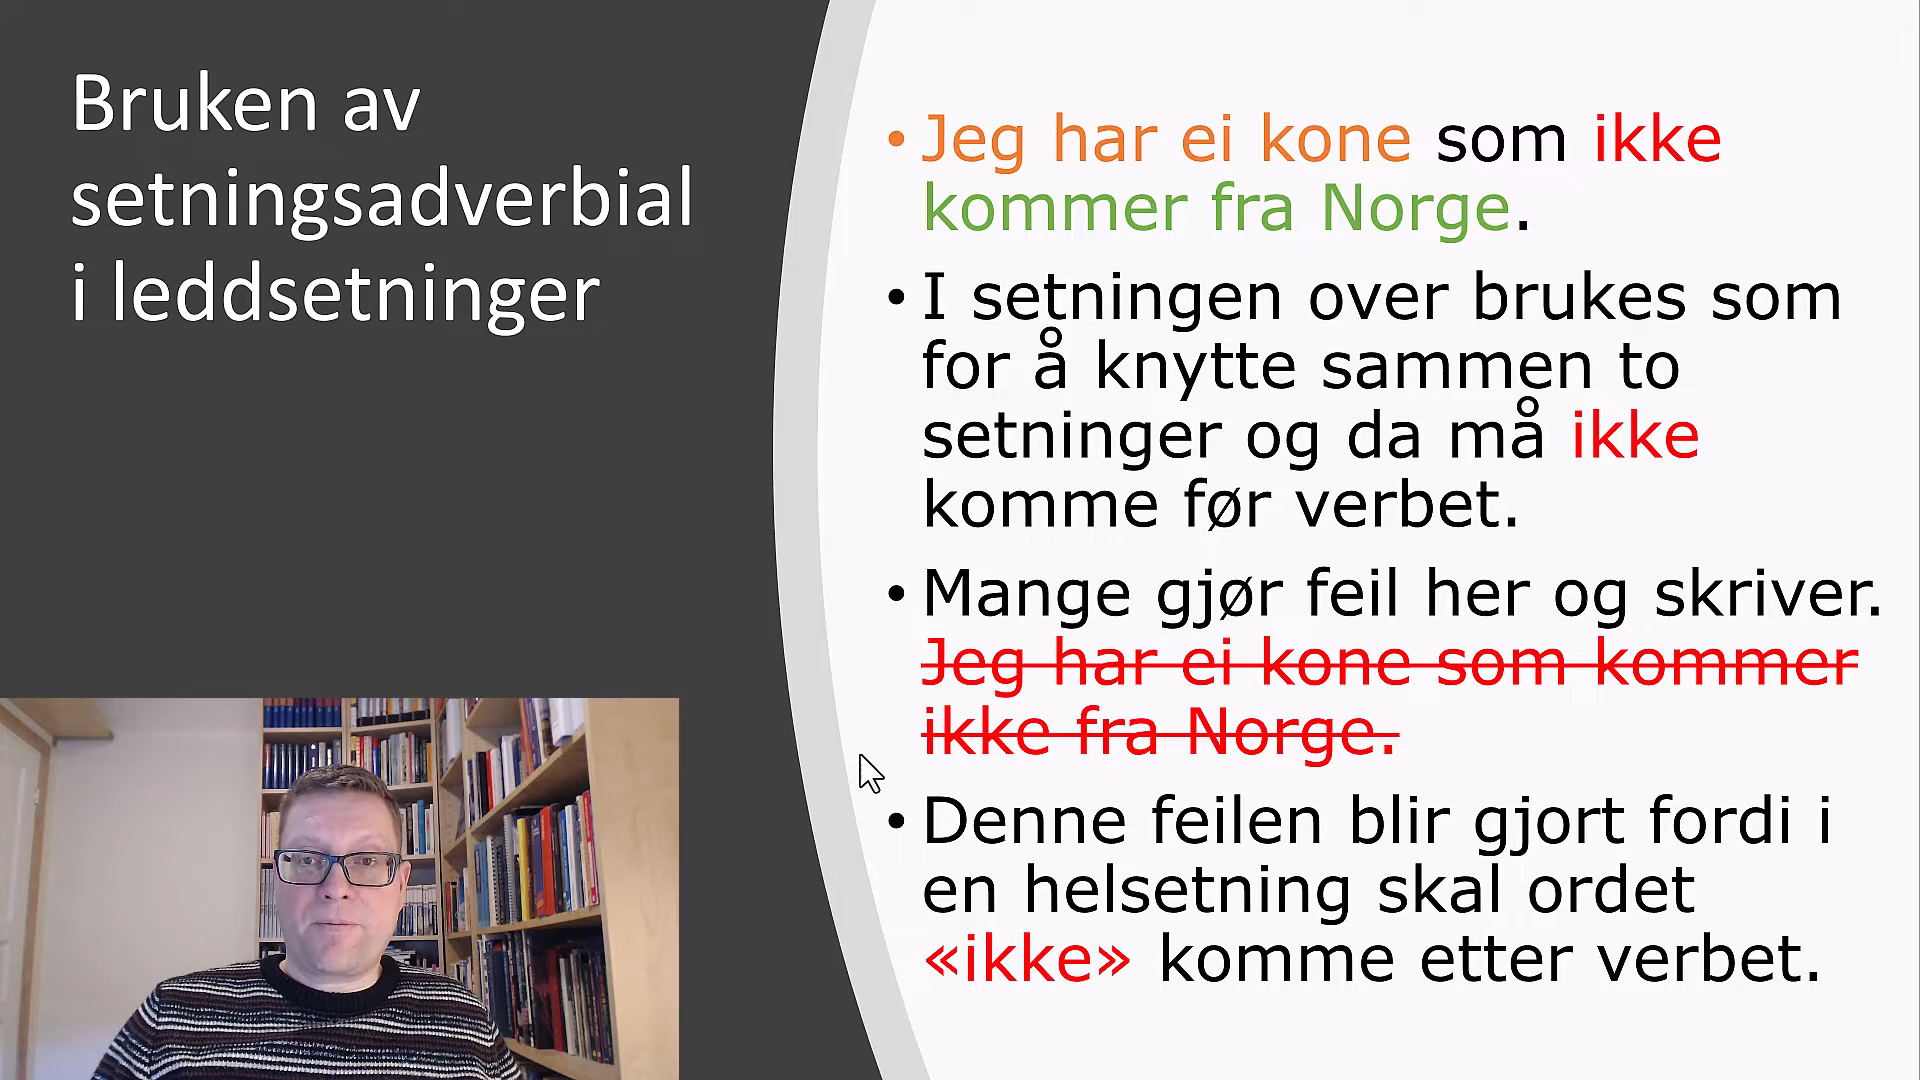 Bruken av
setningsadverbial
i leddsetninger
• Jeg har ei kone som ikke
kommer fra Norge.
• I setningen over brukes som
for å knytte sammen to
setninger og da må ikke
komme før verbet.
• Mange gjør feil her og skriver.
Jeg har ei kone som kommer
ikke fra Norge.
• Denne feilen blir gjort fordi i
en helsetning skal ordet
«ikke» komme etter verbet.